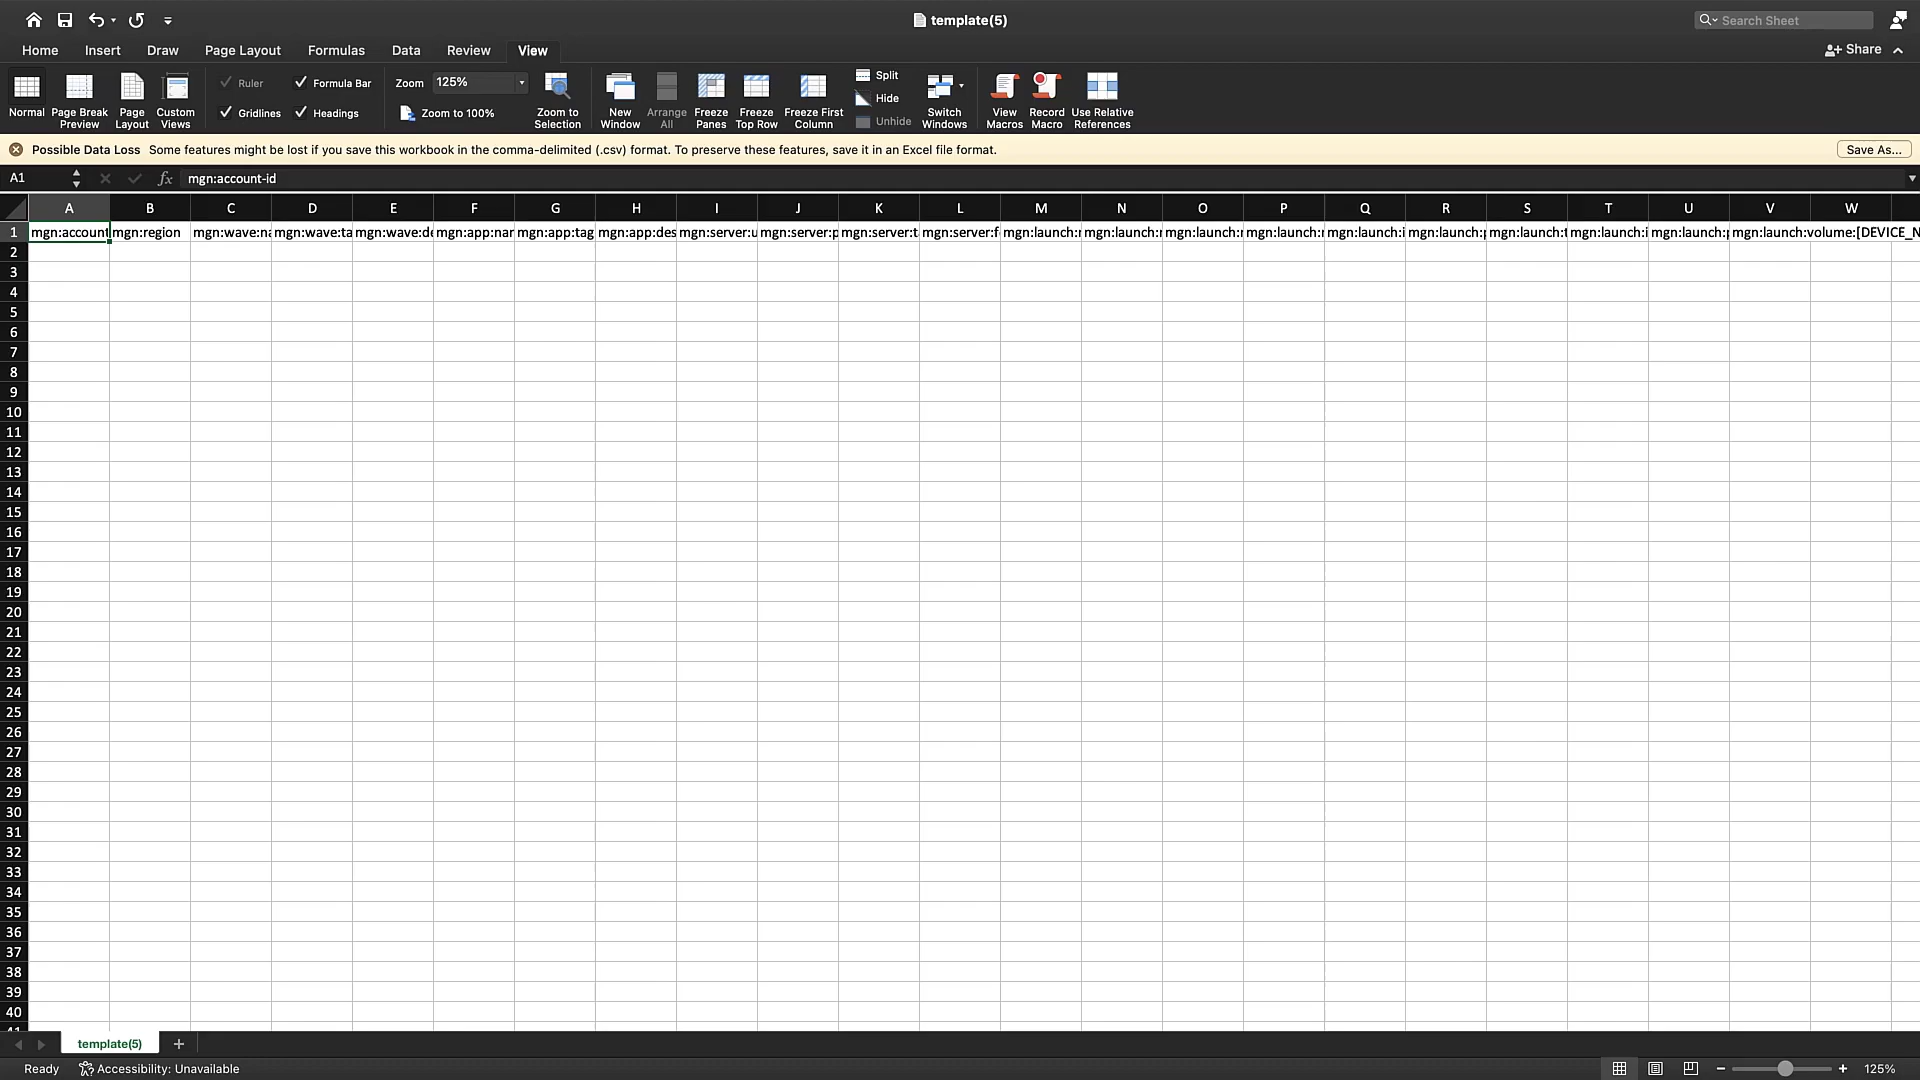 template(5)
Search Sheet
Home Insert Draw Page Layout Formulas Data Review View
Share
Normal
Page Break Preview
Page Layout
Custom Views
Ruler
Formula Bar
Gridlines
Headings
Zoom 125%
Zoom to 100%
Zoom to Selection
New Window
Arrange All
Freeze Panes
Freeze Top Row
Freeze First Column
Split
Hide
Unhide
Switch Windows
View Macros
Record Macro
Use Relative References
Possible Data Loss Some features might be lost if you save this workbook in the comma-delimited (.csv) format. To preserve these features, save it in an Excel file format.
Save As...
A1 fx mgn:account-id
A B C D E F G H I J K L M N O P Q R S T U V W
1 mgn:account mgn:region mgn:wave:na mgn:wave:ta mgn:wave:de mgn:app:nar mgn:app:tag mgn:app:des mgn:server:u mgn:server:p mgn:server:t mgn:server:f mgn:launch:r mgn:launch:r mgn:launch:r mgn:launch:r mgn:launch:i mgn:launch:p mgn:launch:t mgn:launch:i mgn:launch:p mgn:launch:volume:[DEVICE_N
2
3
4
5
6
7
8
9
10
11
12
13
14
15
16
17
18
19
20
21
22
23
24
25
26
27
28
29
30
31
32
33
34
35
36
37
38
39
40
41
template(5)
Ready Accessibility: Unavailable
125%